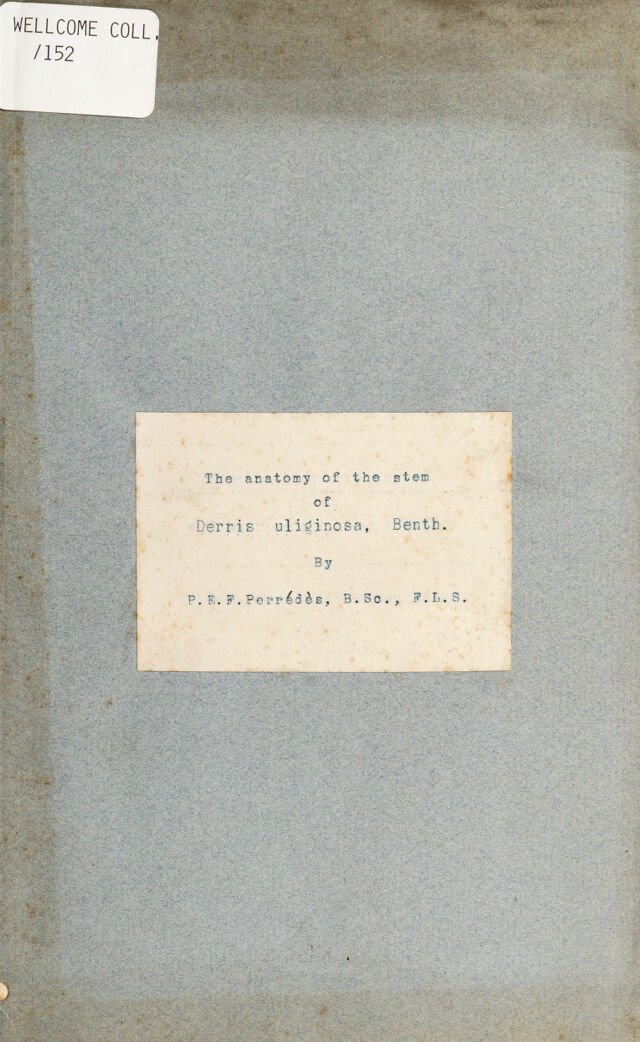 WELLCOME COLL.
/152
The anatomy of the stem
of
Derris uliginosa, Benth.
By
P.E.F.Perrédès, B.Sc., F.L.S.